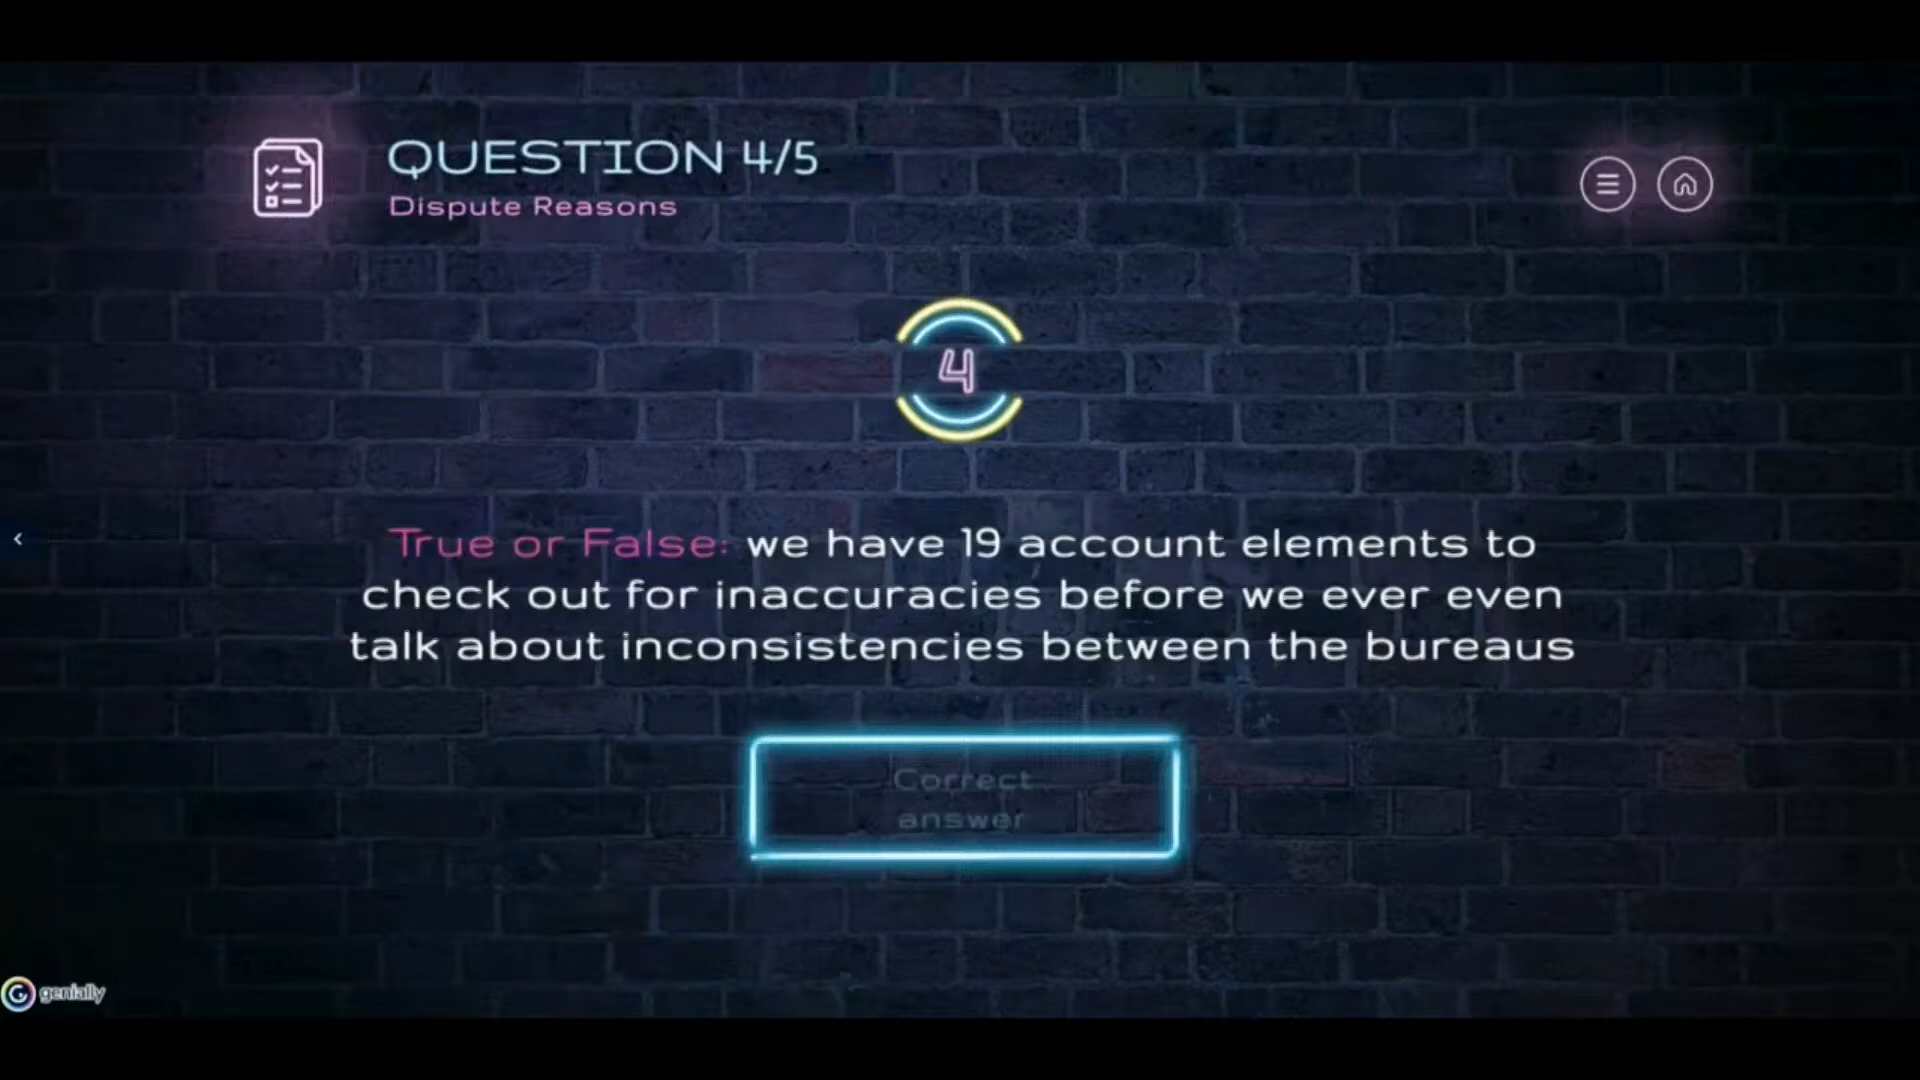 QUESTION 4/5
Dispute Reasons
4
True or False: we have 19 account elements to
check out for inaccuracies before we ever even
talk about inconsistencies between the bureaus
Correct
answer
genially